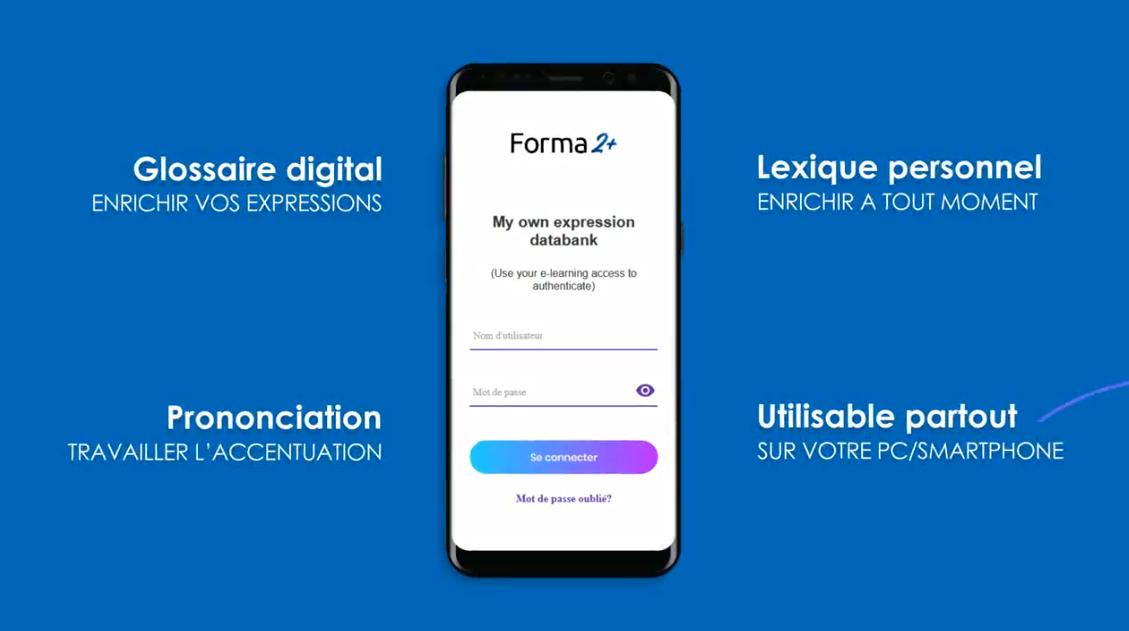 Glossaire digital
ENRICHIR VOS EXPRESSIONS
Prononciation
TRAVAILLER L'ACCENTUATION
Forma 2+
My own expression
databank
(Use your e-learning access to
authenticate)
Nom d'utilisateur
Mot de passe
Se connecter
Mot de passe oublié?
Lexique personnel
ENRICHIR A TOUT MOMENT
Utilisable partout
SUR VOTRE PC/SMARTPHONE